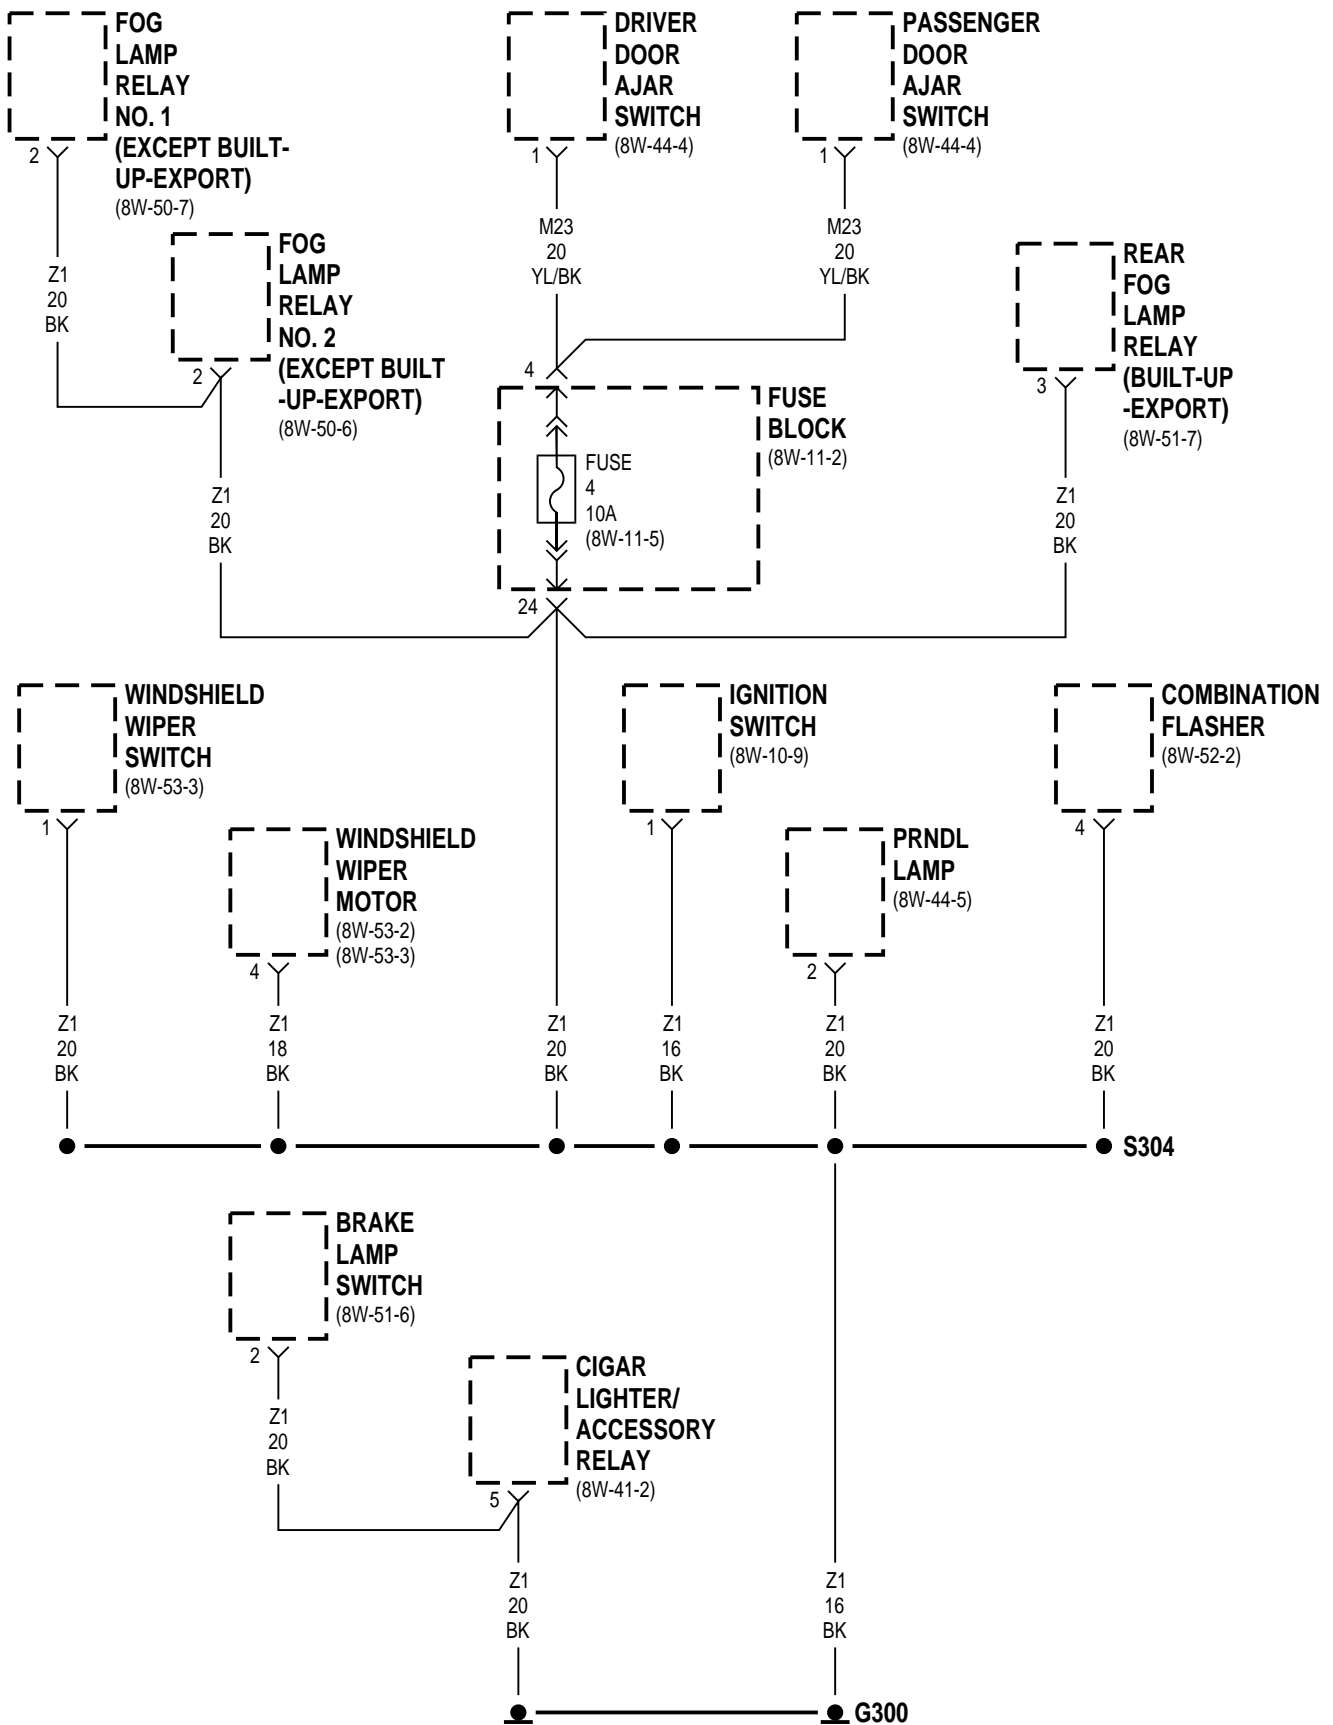 FOG
LAMP
RELAY
NO. 1
(EXCEPT BUILT-
UP-EXPORT)
(8W-50-7)
2
Z1
20
BK
FOG
LAMP
RELAY
NO. 2
(EXCEPT BUILT
-UP-EXPORT)
(8W-50-6)
2
Z1
20
BK
DRIVER
DOOR
AJAR
SWITCH
(8W-44-4)
1
M23
20
YL/BK
PASSENGER
DOOR
AJAR
SWITCH
(8W-44-4)
1
M23
20
YL/BK
4
FUSE
BLOCK
(8W-11-2)
FUSE
4
10A
(8W-11-5)
24
REAR
FOG
LAMP
RELAY
(BUILT-UP
-EXPORT)
(8W-51-7)
3
Z1
20
BK
WINDSHIELD
WIPER
SWITCH
(8W-53-3)
1
Z1
20
BK
WINDSHIELD
WIPER
MOTOR
(8W-53-2)
(8W-53-3)
4
Z1
18
BK
Z1
20
BK
IGNITION
SWITCH
(8W-10-9)
1
Z1
16
BK
PRNDL
LAMP
(8W-44-5)
2
Z1
20
BK
COMBINATION
FLASHER
(8W-52-2)
4
Z1
20
BK
S304
BRAKE
LAMP
SWITCH
(8W-51-6)
2
Z1
20
BK
CIGAR
LIGHTER/
ACCESSORY
RELAY
(8W-41-2)
5
Z1
20
BK
Z1
16
BK
G300